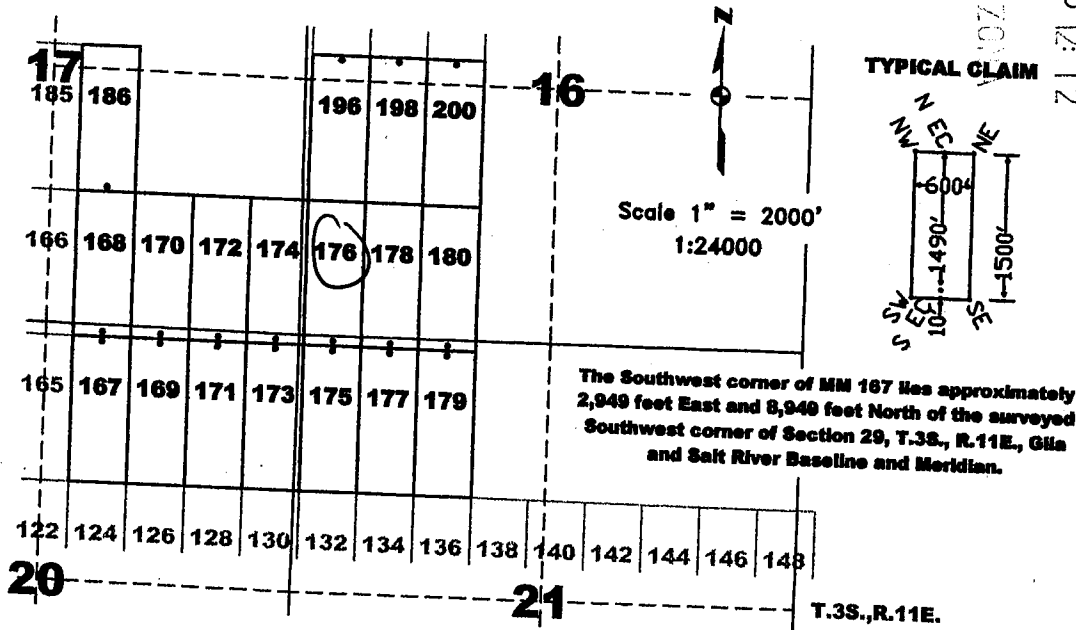 Z
TYPICAL CLAIM
17
16
185 186
196 198 200
NW N EC NE
600'
1490'
1500'
10'
SW S EC SE
Scale 1" = 2000'
1:24000
166 168 170 172 174 176 178 180
165 167 169 171 173 175 177 179
The Southwest corner of MM 167 lies approximately
2,949 feet East and 8,949 feet North of the surveyed
Southwest corner of Section 29, T.3S., R.11E., Gila
and Salt River Baseline and Meridian.
122 124 126 128 130 132 134 136 138 140 142 144 146 148
20
21
T.3S.,R.11E.